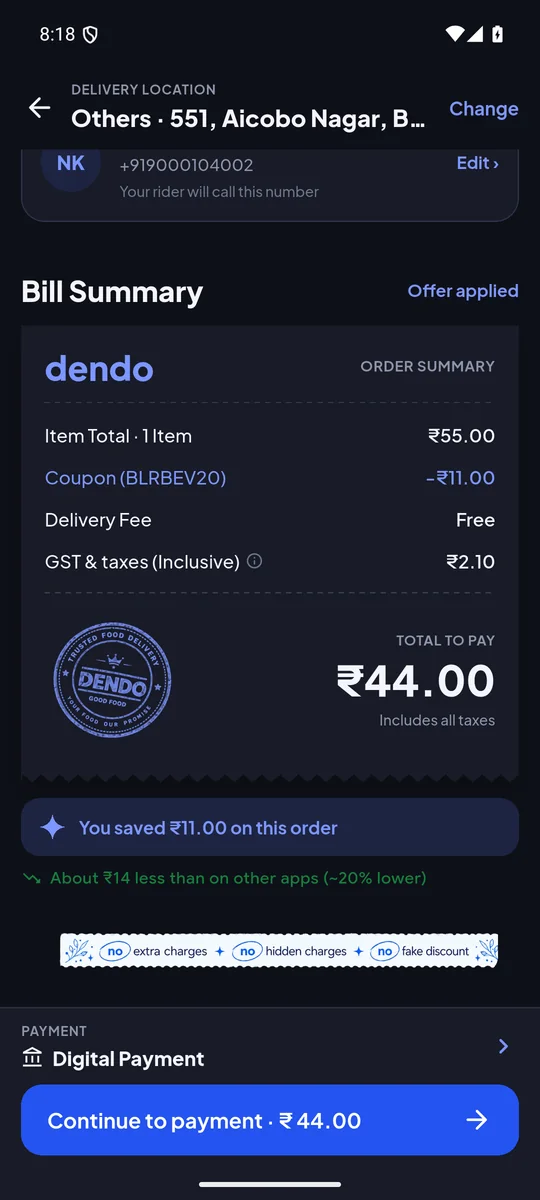 8:18
DELIVERY LOCATION
Others · 551, Aicobo Nagar, B...
Change
NK
+919000104002
Edit ›
Your rider will call this number
Bill Summary
Offer applied
dendo
ORDER SUMMARY
Item Total · 1 Item
₹55.00
Coupon (BLRBEV20)
-₹11.00
Delivery Fee
Free
GST & taxes (Inclusive)
₹2.10
TRUSTED FOOD DELIVERY
DENDO
GOOD FOOD
YOUR FOOD OUR PROMISE
TOTAL TO PAY
₹44.00
Includes all taxes
You saved ₹11.00 on this order
About ₹14 less than on other apps (~20% lower)
no extra charges no hidden charges no fake discount
PAYMENT
Digital Payment
Continue to payment · ₹ 44.00